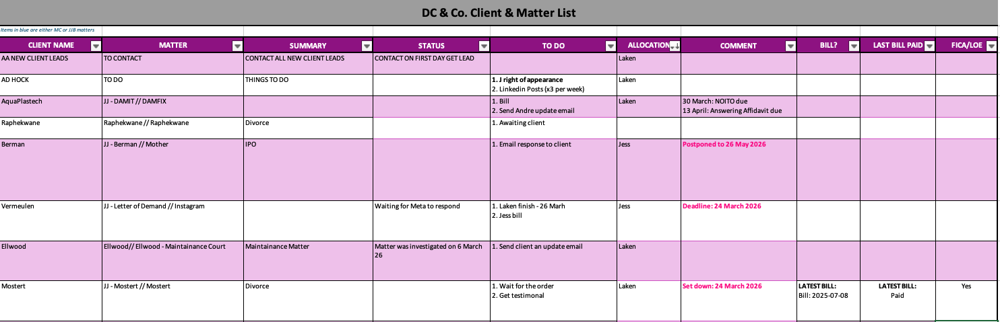 DC & Co. Client & Matter List
Items in blue are either MC or JJB matters
CLIENT NAME MATTER SUMMARY STATUS TO DO ALLOCATION COMMENT BILL? LAST BILL PAID FICA/LOE
AA NEW CLIENT LEADS TO CONTACT CONTACT ALL NEW CLIENT LEADS CONTACT ON FIRST DAY GET LEAD Laken
AD HOCK TO DO THINGS TO DO 1. J right of appearance Laken
2. Linkedin Posts (x3 per week)
AquaPlastech JJ - DAMIT // DAMFIX 1. Bill Laken 30 March: NOITO due
2. Send Andre update email 13 April: Answering Affidavit due
Raphekwane Raphekwane // Raphekwane Divorce 1. Awaiting client
Berman JJ - Berman // Mother IPO 1. Email response to client Jess Postponed to 26 May 2026
Vermeulen JJ - Letter of Demand // Instagram Waiting for Meta to respond 1. Laken finish - 26 Marh Jess Deadline: 24 March 2026
2. Jess bill
Ellwood Ellwood// Ellwood - Maintainance Court Maintainance Matter Matter was investigated on 6 March 1. Send client an update email Laken
26
Mostert JJ - Mostert // Mostert Divorce 1. Wait for the order Laken Set down: 24 March 2026 LATEST BILL: LATEST BILL: Yes
2. Get testimonal Bill: 2025-07-08 Paid